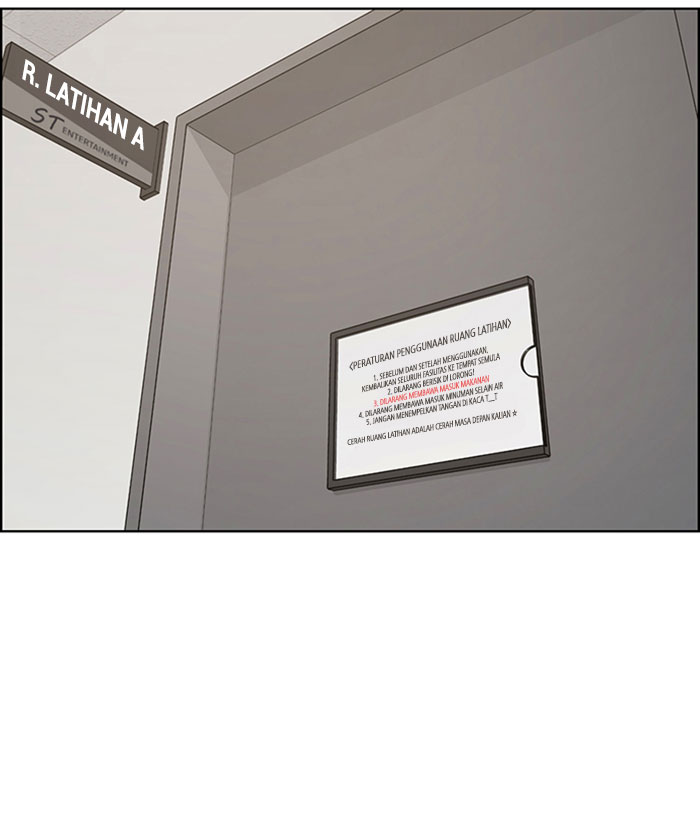 R. LATIHAN A
ST ENTERTAINMENT
<PERATURAN PENGGUNAAN RUANG LATIHAN>
1. SEBELUM DAN SETELAH MENGGUNAKAN,
KEMBALIKAN SELURUH FASILITAS KE TEMPAT SEMULA
2. DILARANG BERISIK DI LORONG!
3. DILARANG MEMBAWA MASUK MAKANAN
4. DILARANG MEMBAWA MASUK MINUMAN SELAIN AIR
5. JANGAN MENEMPELKAN TANGAN DI KACA T__T
CERAH RUANG LATIHAN ADALAH CERAH MASA DEPAN KALIAN ☆